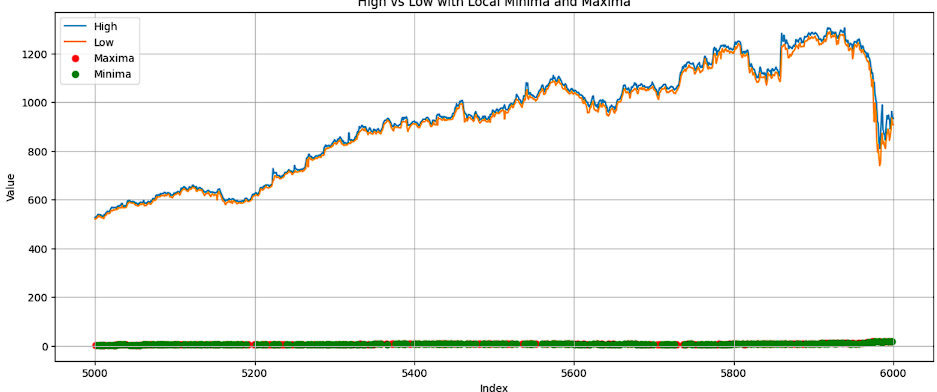 High vs Low with Local Minima and Maxima
High
Low
Maxima
Minima
Value
1200
1000
800
600
400
200
0
5000 5200 5400 5600 5800 6000
Index